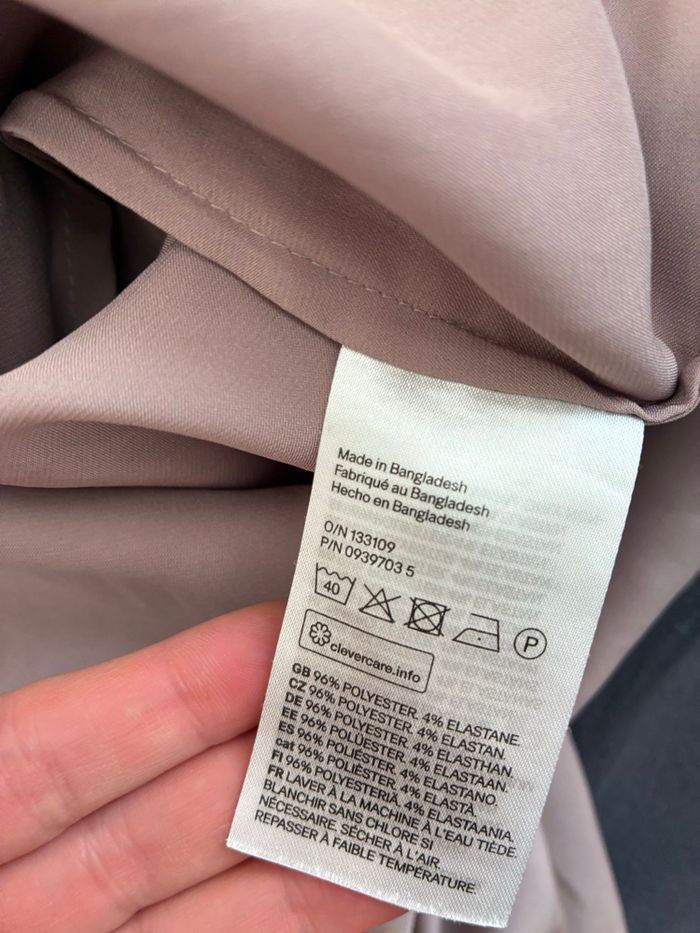 Made in Bangladesh
Fabriqué au Bangladesh
Hecho en Bangladesh
O/N 133109
P/N 0939703 5
40 P
clevercare.info
GB 96% POLYESTER. 4% ELASTANE.
CZ 96% POLYESTER. 4% ELASTAN.
DE 96% POLYESTER. 4% ELASTHAN.
EE 96% POLÜESTER. 4% ELASTAAN.
ES 96% POLIÉSTER. 4% ELASTANO.
cat 96% POLIÈSTER. 4% ELASTÀ.
FI 96% POLYESTERIÄ. 4% ELASTAANIA.
FR LAVER À LA MACHINE À L'EAU TIÈDE.
BLANCHIR SANS CHLORE SI
NÉCESSAIRE. SÉCHER À L'AIR.
REPASSER À FAIBLE TEMPÉRATURE.